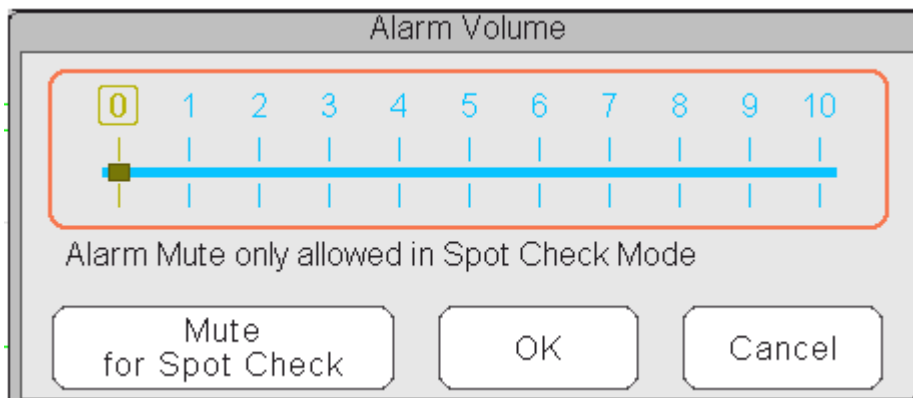 Alarm Volume
0 1 2 3 4 5 6 7 8 9 10
Alarm Mute only allowed in Spot Check Mode
Mute
for Spot Check
OK
Cancel